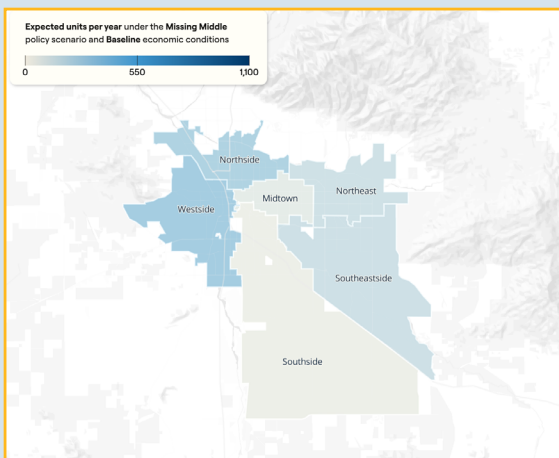 Expected units per year under the Missing Middle
policy scenario and Baseline economic conditions
0 550 1,100
Northside
Northeast
Midtown
Westside
Southeastside
Southside